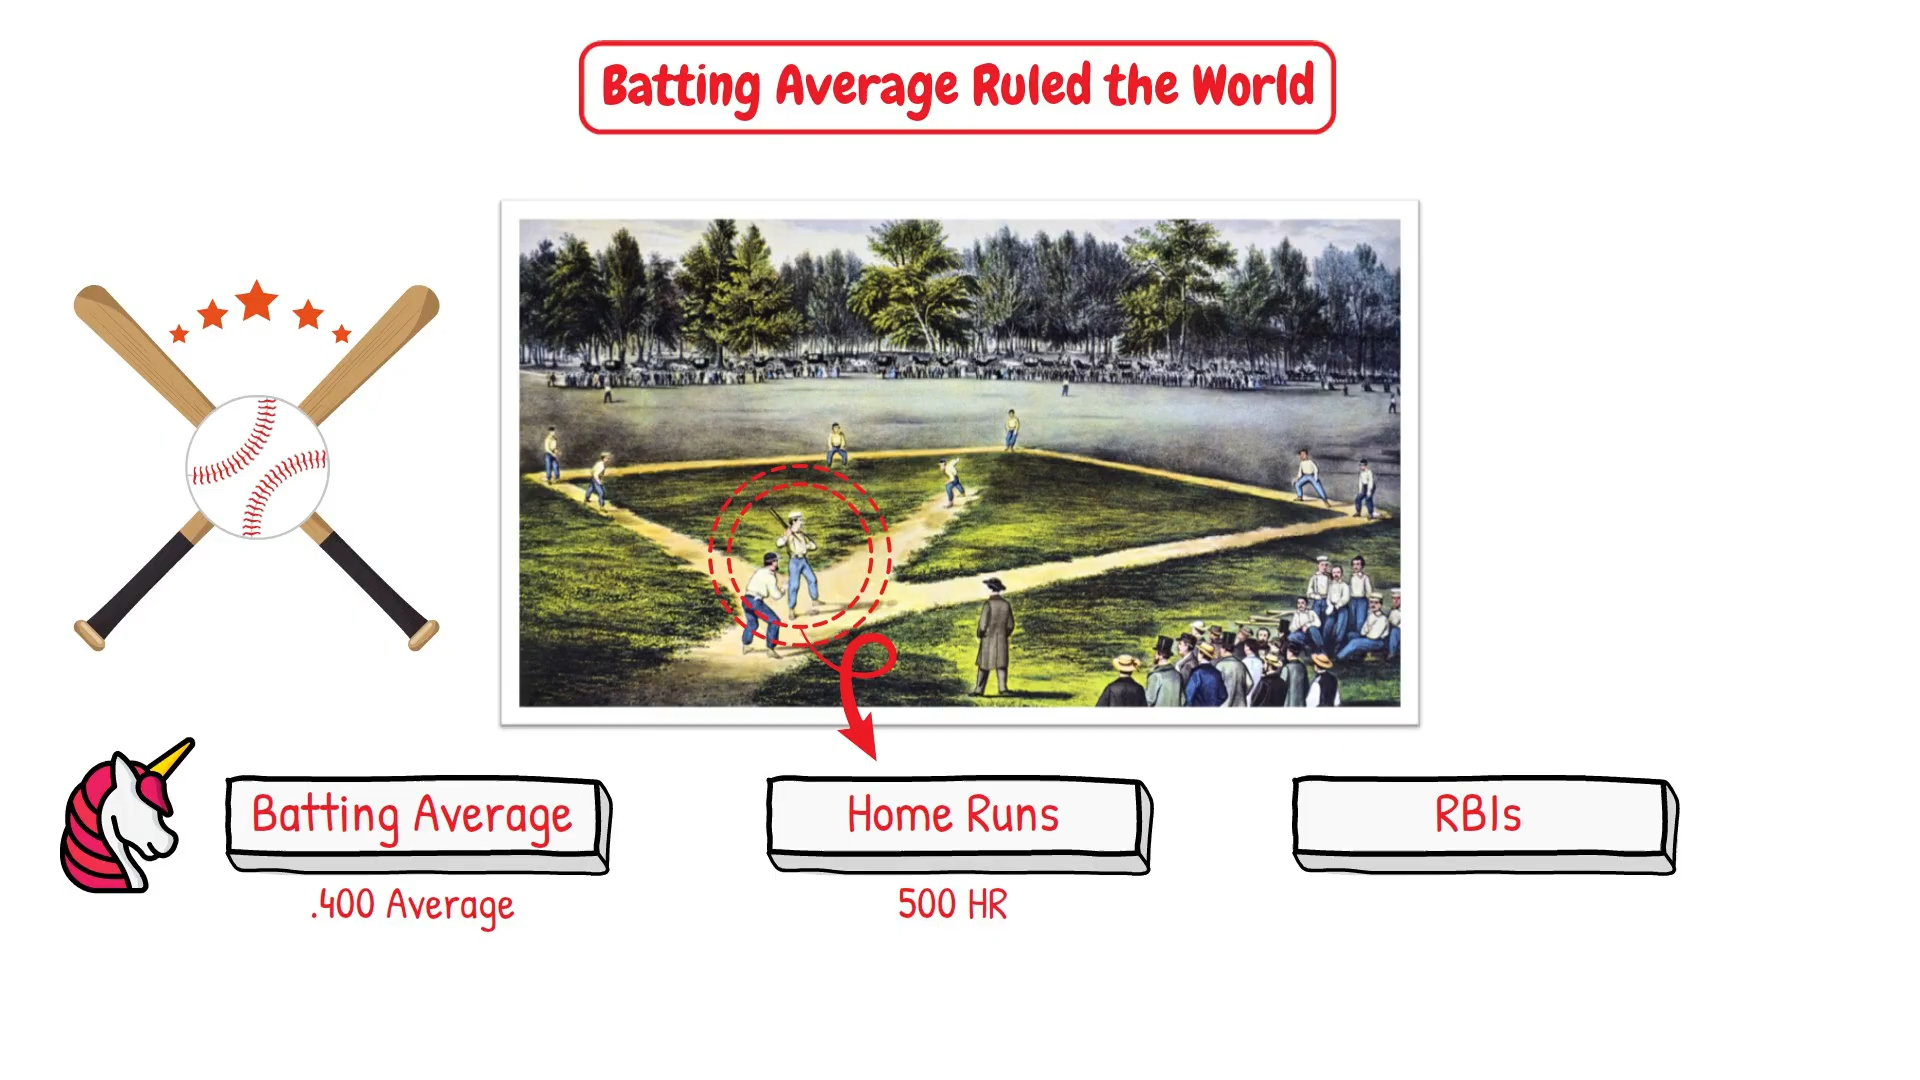 Batting Average Ruled the World
Batting Average
Home Runs
RBIs
.400 Average
500 HR